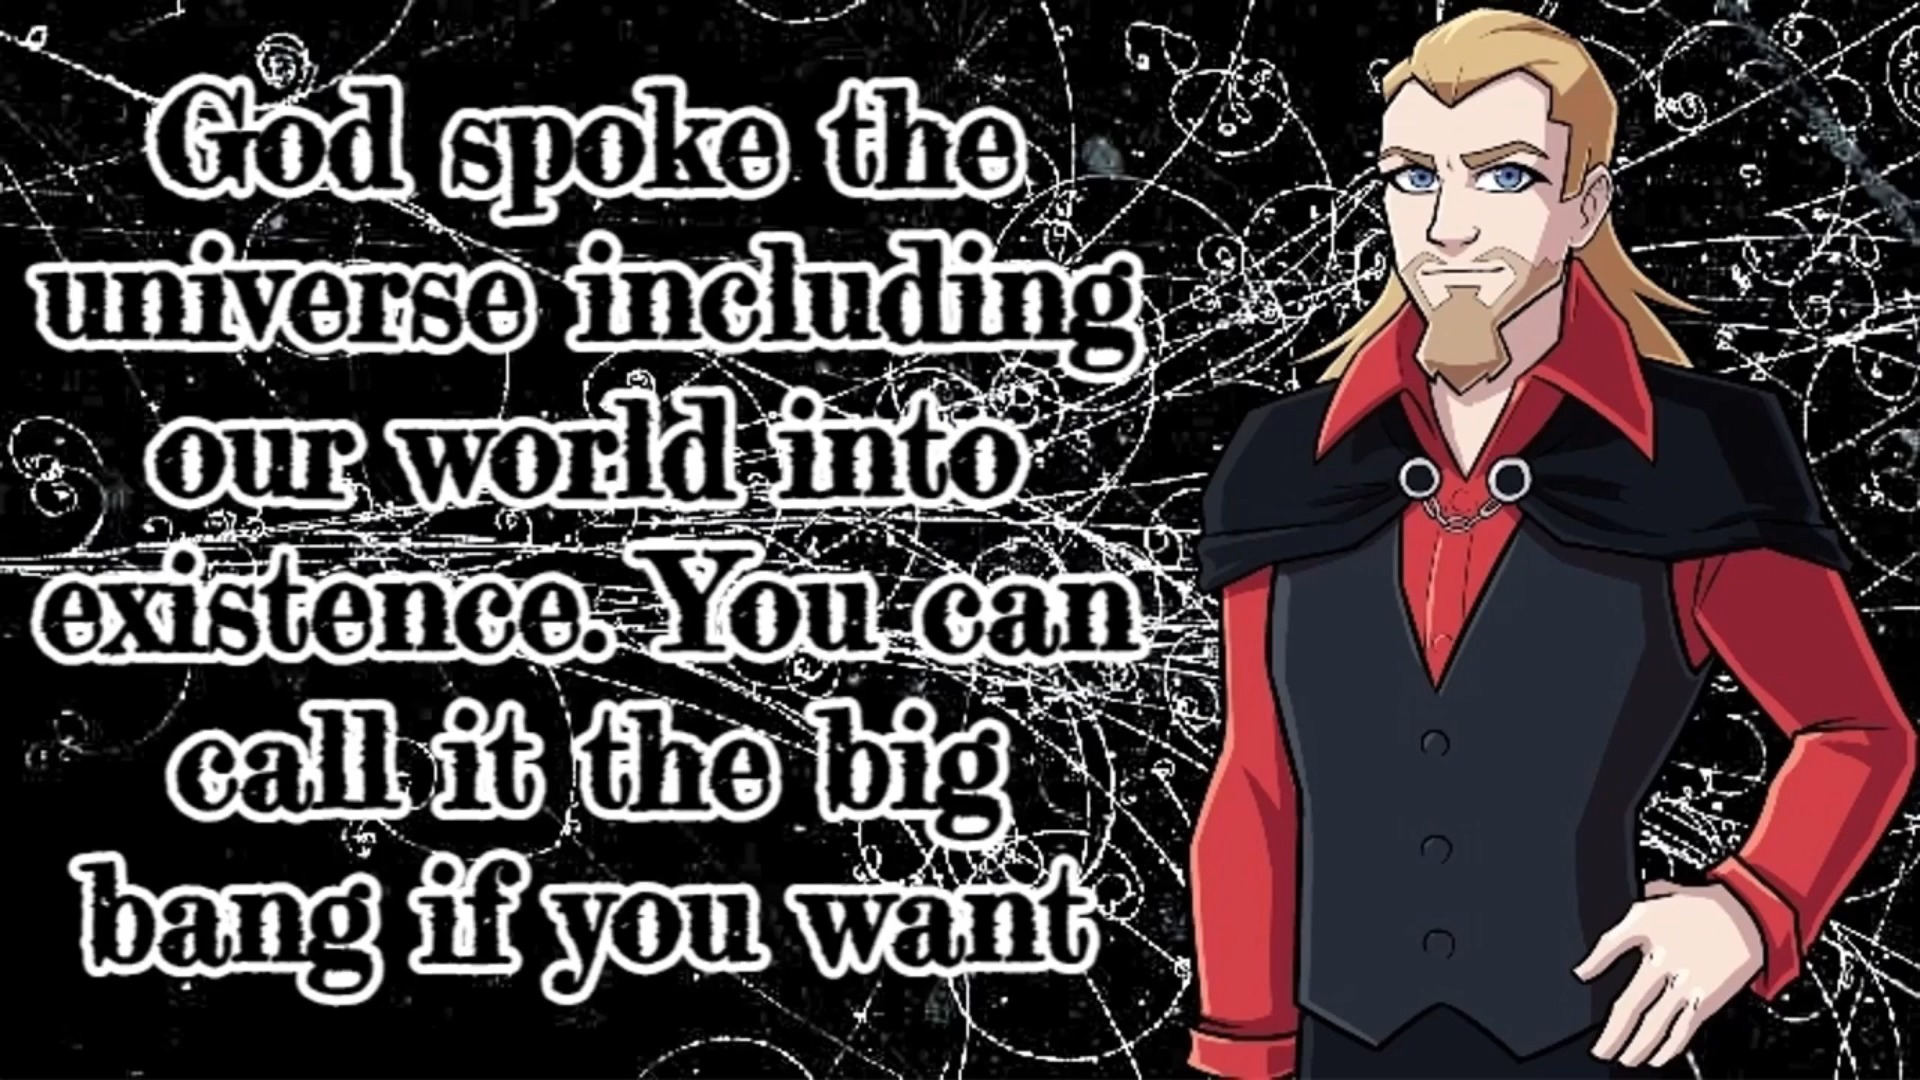 God spoke the
universe including
our world into
existence. You can
call it the big
bang if you want